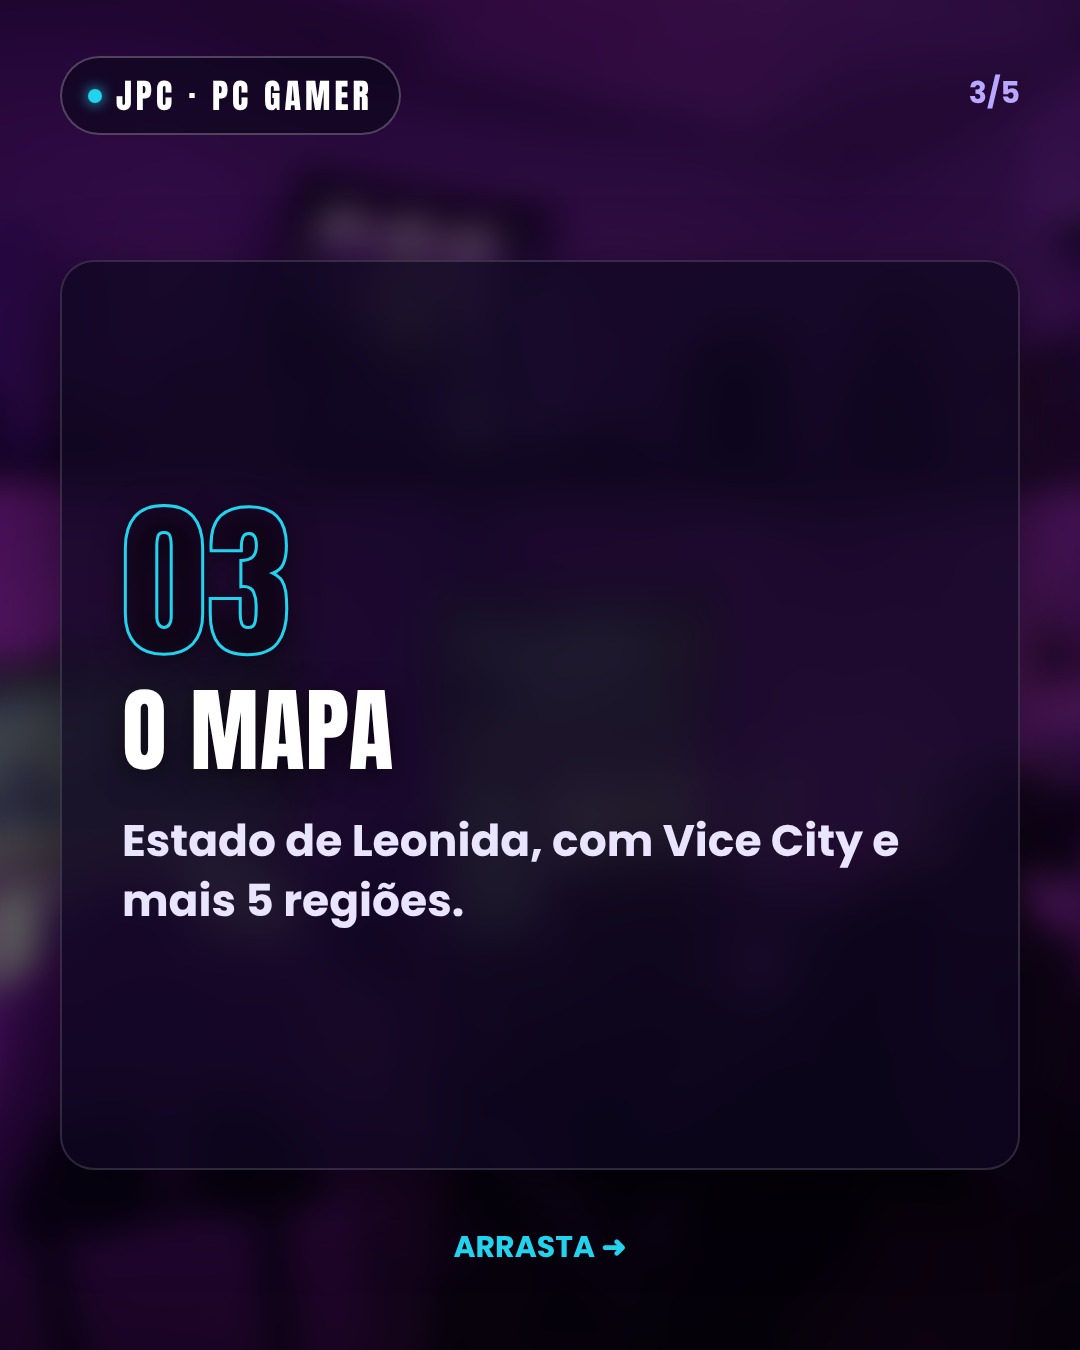 JPC · PC GAMER
3/5
03
O MAPA
Estado de Leonida, com Vice City e
mais 5 regiões.
ARRASTA ➜